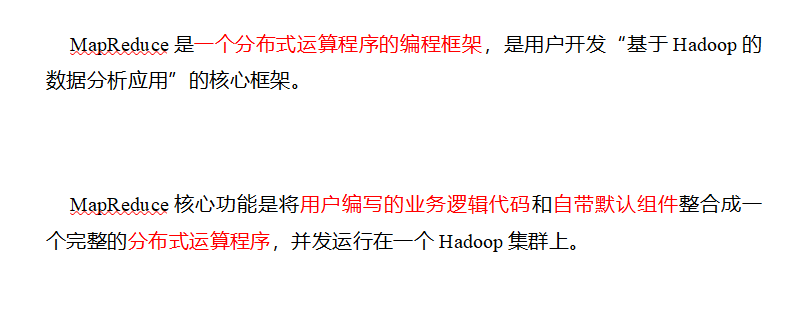 MapReduce 是一个分布式运算程序的编程框架，是用户开发“基于 Hadoop 的
数据分析应用”的核心框架。
MapReduce 核心功能是将用户编写的业务逻辑代码和自带默认组件整合成一
个完整的分布式运算程序，并发运行在一个 Hadoop 集群上。